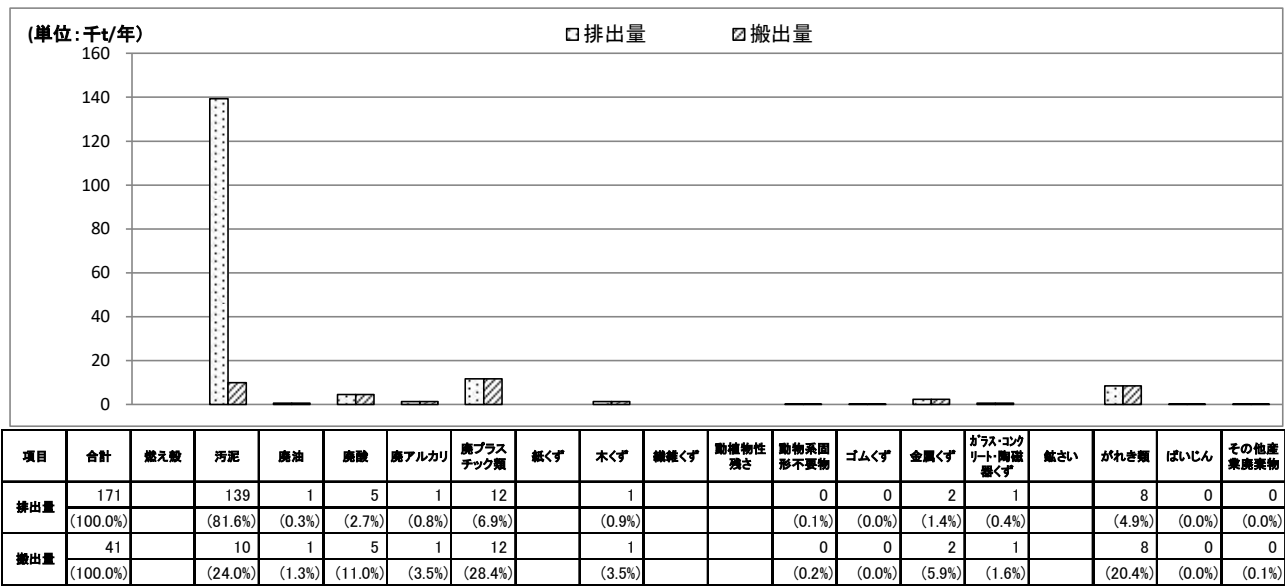 (単位:千t/年)
排出量 搬出量
160
140
120
100
80
60
40
20
0
項目 合計 燃え殻 汚泥 廃油 廃酸 廃アルカリ 廃プラスチック類 紙くず 木くず 繊維くず 動植物性残さ 動物系固形不要物 ゴムくず 金属くず ガラス・コンクリート・陶磁器くず 鉱さい がれき類 ばいじん その他産業廃棄物
排出量 171 139 1 5 1 12 1 0 0 2 1 8 0 0
(100.0%) (81.6%) (0.3%) (2.7%) (0.8%) (6.9%) (0.9%) (0.1%) (0.0%) (1.4%) (0.4%) (4.9%) (0.0%) (0.0%)
搬出量 41 10 1 5 1 12 1 0 0 2 1 8 0 0
(100.0%) (24.0%) (1.3%) (11.0%) (3.5%) (28.4%) (3.5%) (0.2%) (0.0%) (5.9%) (1.6%) (20.4%) (0.0%) (0.1%)